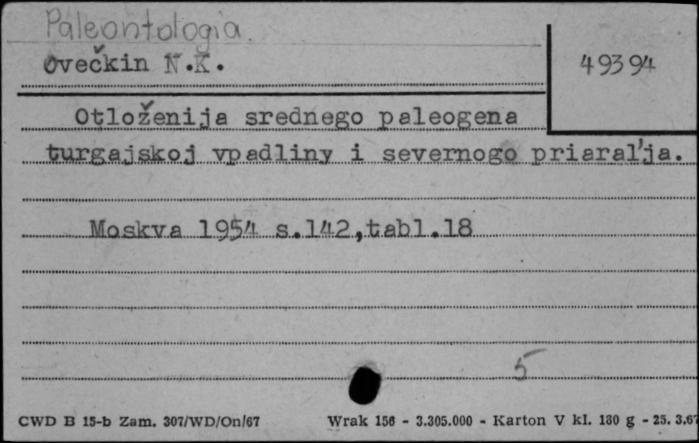 Paleontologia.
49394
Ovečkin N.K.
Otloženija srednego paleogena
turgajskoj vpadliny i severnogo priaral'ja.
Moskva 1954 s.142,tabl.18
5
CWD B 15-b Zam. 307/WD/On/67 Wrak 156 - 3.305.000 - Karton V kl. 180 g - 25. 3.67